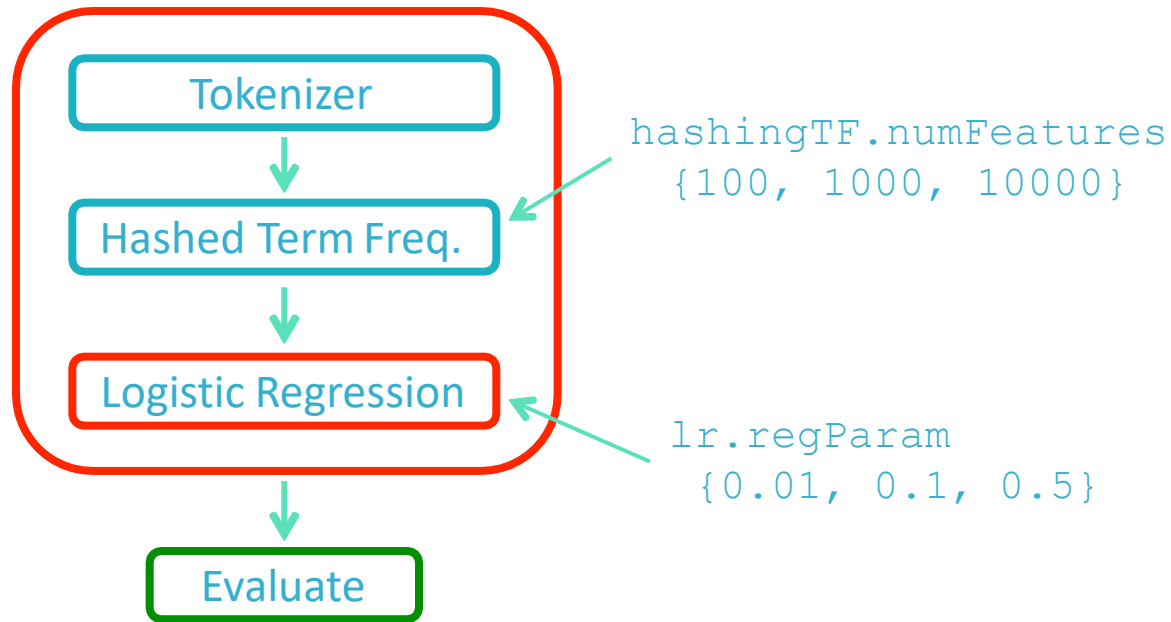 Tokenizer
hashingTF.numFeatures
{100, 1000, 10000}
Hashed Term Freq.
Logistic Regression
lr.regParam
{0.01, 0.1, 0.5}
Evaluate